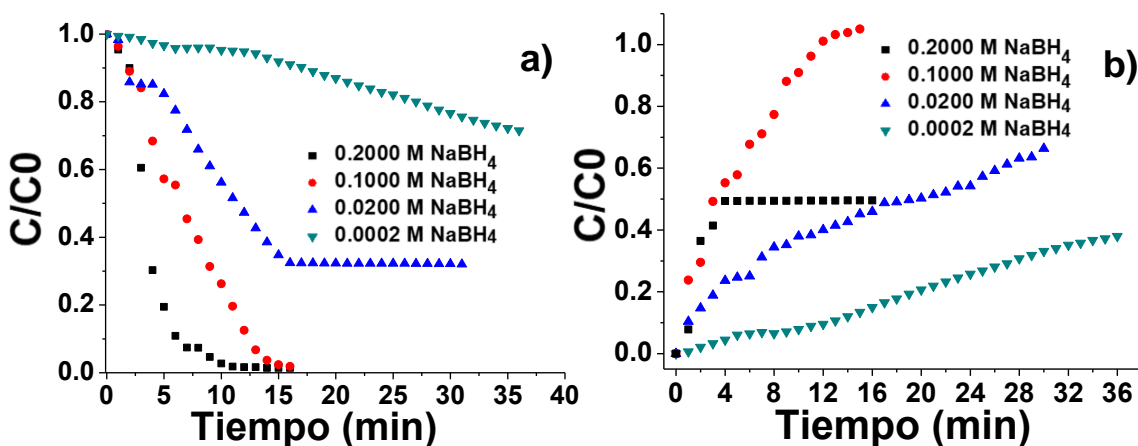 a)
C/C0
1.0
0.8
0.6
0.4
0.2
0.0
0.2000 M NaBH4
0.1000 M NaBH4
0.0200 M NaBH4
0.0002 M NaBH4
0 5 10 15 20 25 30 35 40
Tiempo (min)
b)
C/C0
1.0
0.8
0.6
0.4
0.2
0.0
0.2000 M NaBH4
0.1000 M NaBH4
0.0200 M NaBH4
0.0002 M NaBH4
0 4 8 12 16 20 24 28 32 36
Tiempo (min)